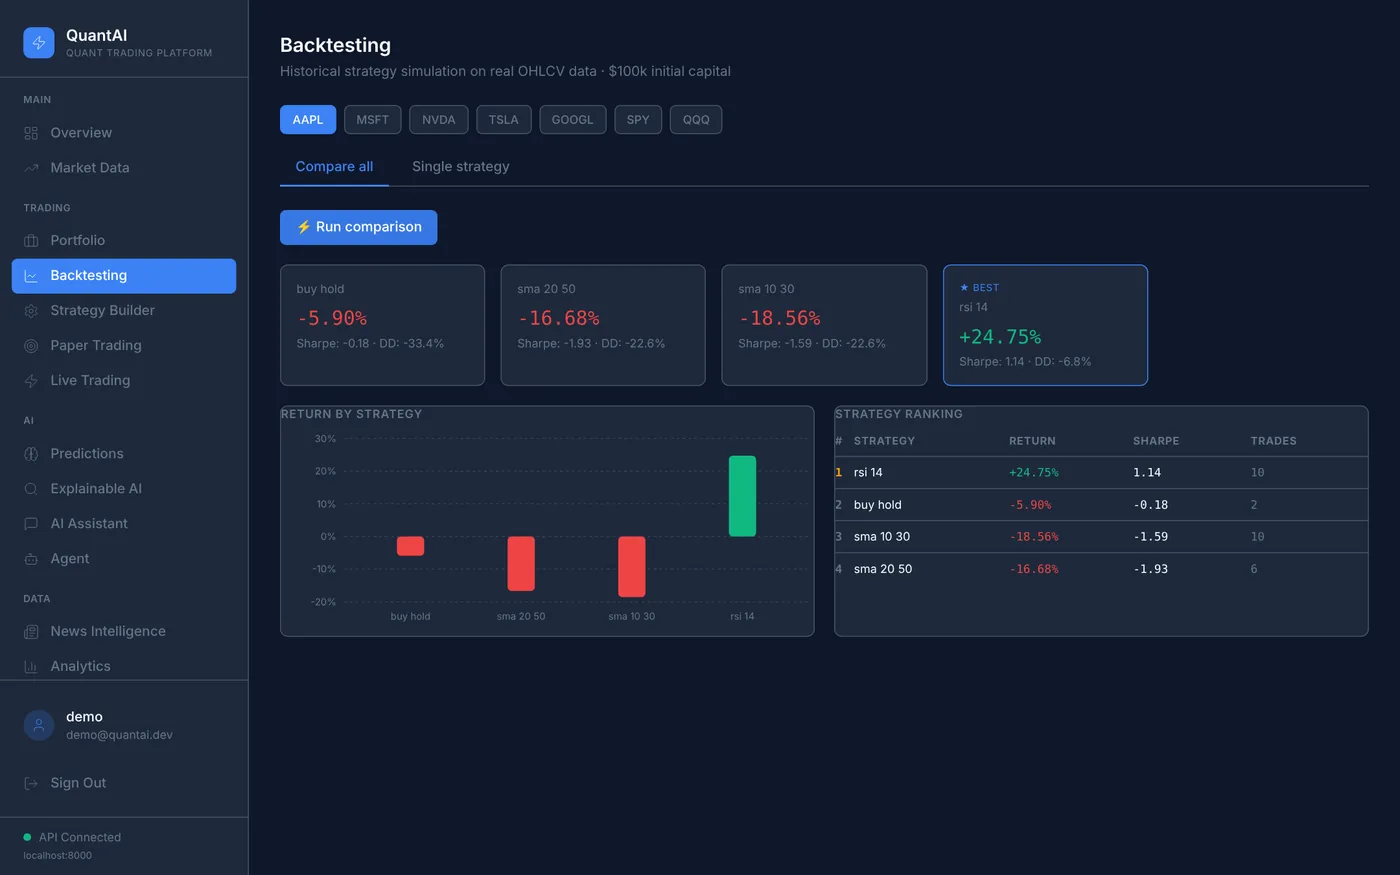 QuantAI
QUANT TRADING PLATFORM
MAIN
Overview
Market Data
TRADING
Portfolio
Backtesting
Strategy Builder
Paper Trading
Live Trading
AI
Predictions
Explainable AI
AI Assistant
Agent
DATA
News Intelligence
Analytics
demo
demo@quantai.dev
Sign Out
API Connected
localhost:8000
Backtesting
Historical strategy simulation on real OHLCV data · $100k initial capital
AAPL MSFT NVDA TSLA GOOGL SPY QQQ
Compare all Single strategy
⚡ Run comparison
buy hold
-5.90%
Sharpe: -0.18 · DD: -33.4%
sma 20 50
-16.68%
Sharpe: -1.93 · DD: -22.6%
sma 10 30
-18.56%
Sharpe: -1.59 · DD: -22.6%
★ BEST
rsi 14
+24.75%
Sharpe: 1.14 · DD: -6.8%
RETURN BY STRATEGY
30%
20%
10%
0%
-10%
-20%
buy hold sma 20 50 sma 10 30 rsi 14
STRATEGY RANKING
# STRATEGY RETURN SHARPE TRADES
1 rsi 14 +24.75% 1.14 10
2 buy hold -5.90% -0.18 2
3 sma 10 30 -18.56% -1.59 10
4 sma 20 50 -16.68% -1.93 6